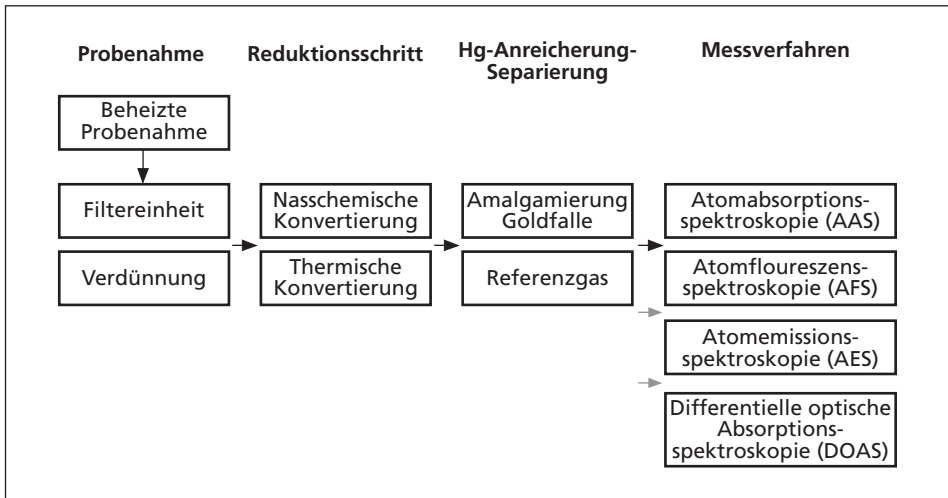 Probenahme
Reduktionsschritt
Hg-Anreicherung-
Separierung
Messverfahren
Beheizte
Probenahme
Filtereinheit
Verdünnung
Nasschemische
Konvertierung
Thermische
Konvertierung
Amalgamierung
Goldfalle
Referenzgas
Atomabsorptions-
spektroskopie (AAS)
Atomfloureszens-
spektroskopie (AFS)
Atomemissions-
spektroskopie (AES)
Differentielle optische
Absorptions-
spektroskopie (DOAS)